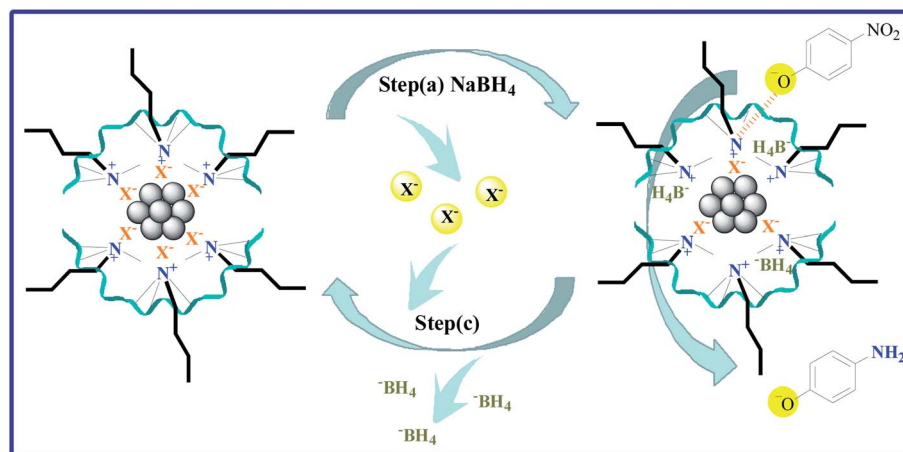 NO₂
⁻O
Step(a) NaBH₄
N⁺
X⁻
N⁺
N⁺
X⁻
X⁻
X⁻
X⁻
X⁻
N⁺
N⁺
N⁺
X⁻
X⁻
X⁻
N⁺
H₄B⁻
X⁻
N⁺
N⁺
H₄B⁻
X⁻
X⁻
N⁺
N⁺
N⁺
⁻BH₄
Step(c)
⁻BH₄
⁻BH₄
⁻BH₄
NH₂
⁻O